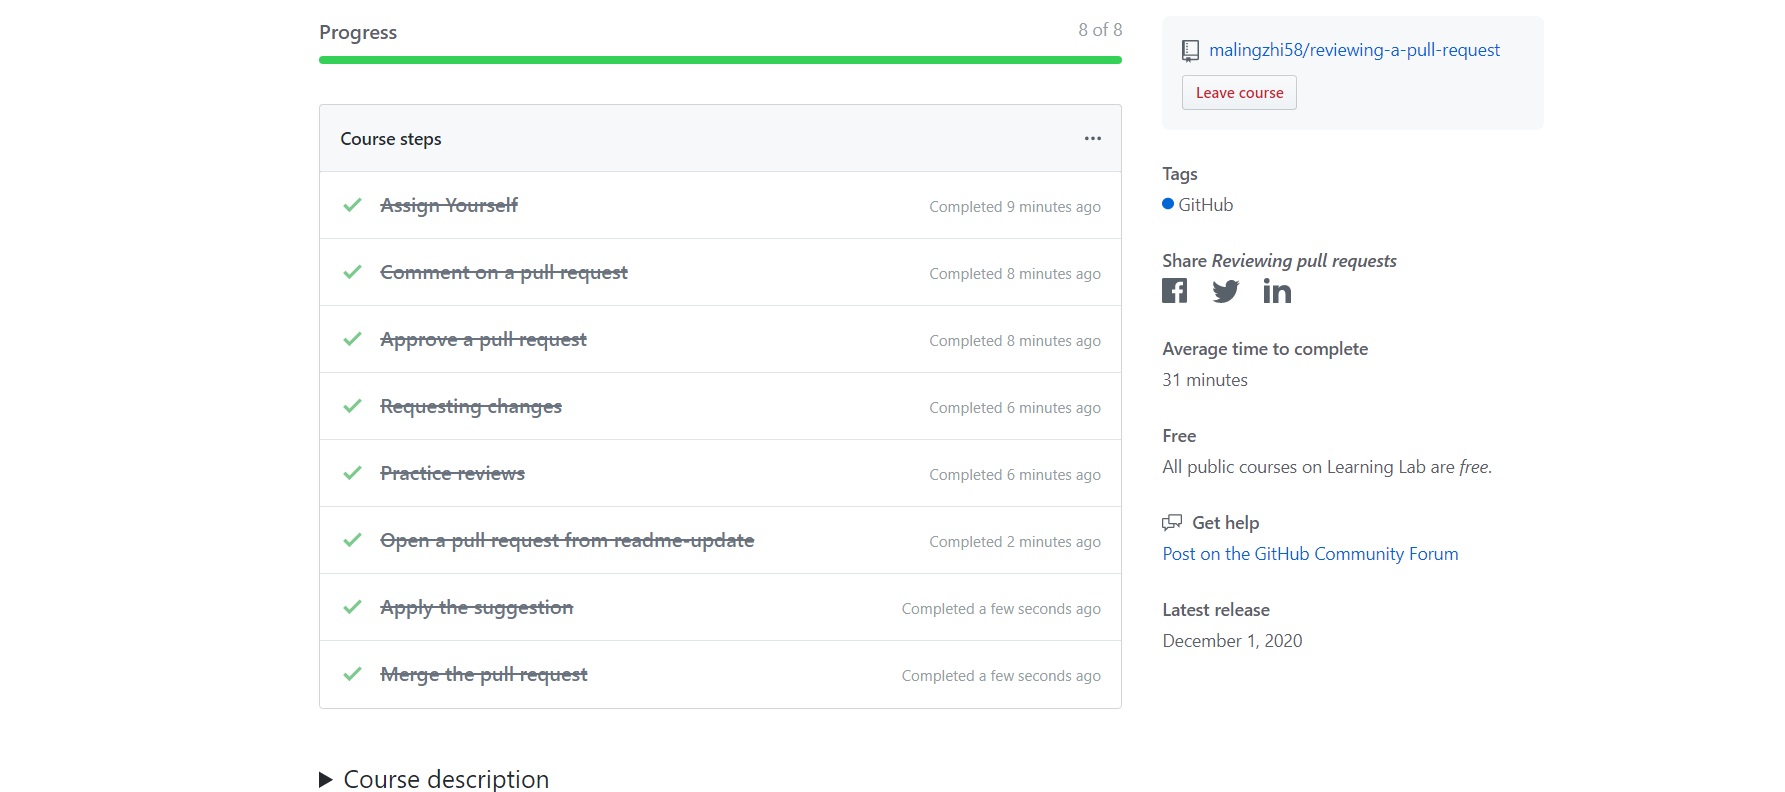 Progress
8 of 8
Course steps
Assign Yourself
Completed 9 minutes ago
Comment on a pull request
Completed 8 minutes ago
Approve a pull request
Completed 8 minutes ago
Requesting changes
Completed 6 minutes ago
Practice reviews
Completed 6 minutes ago
Open a pull request from readme-update
Completed 2 minutes ago
Apply the suggestion
Completed a few seconds ago
Merge the pull request
Completed a few seconds ago
Course description
malingzhi58/reviewing-a-pull-request
Leave course
Tags
GitHub
Share Reviewing pull requests
Average time to complete
31 minutes
Free
All public courses on Learning Lab are free.
Get help
Post on the GitHub Community Forum
Latest release
December 1, 2020